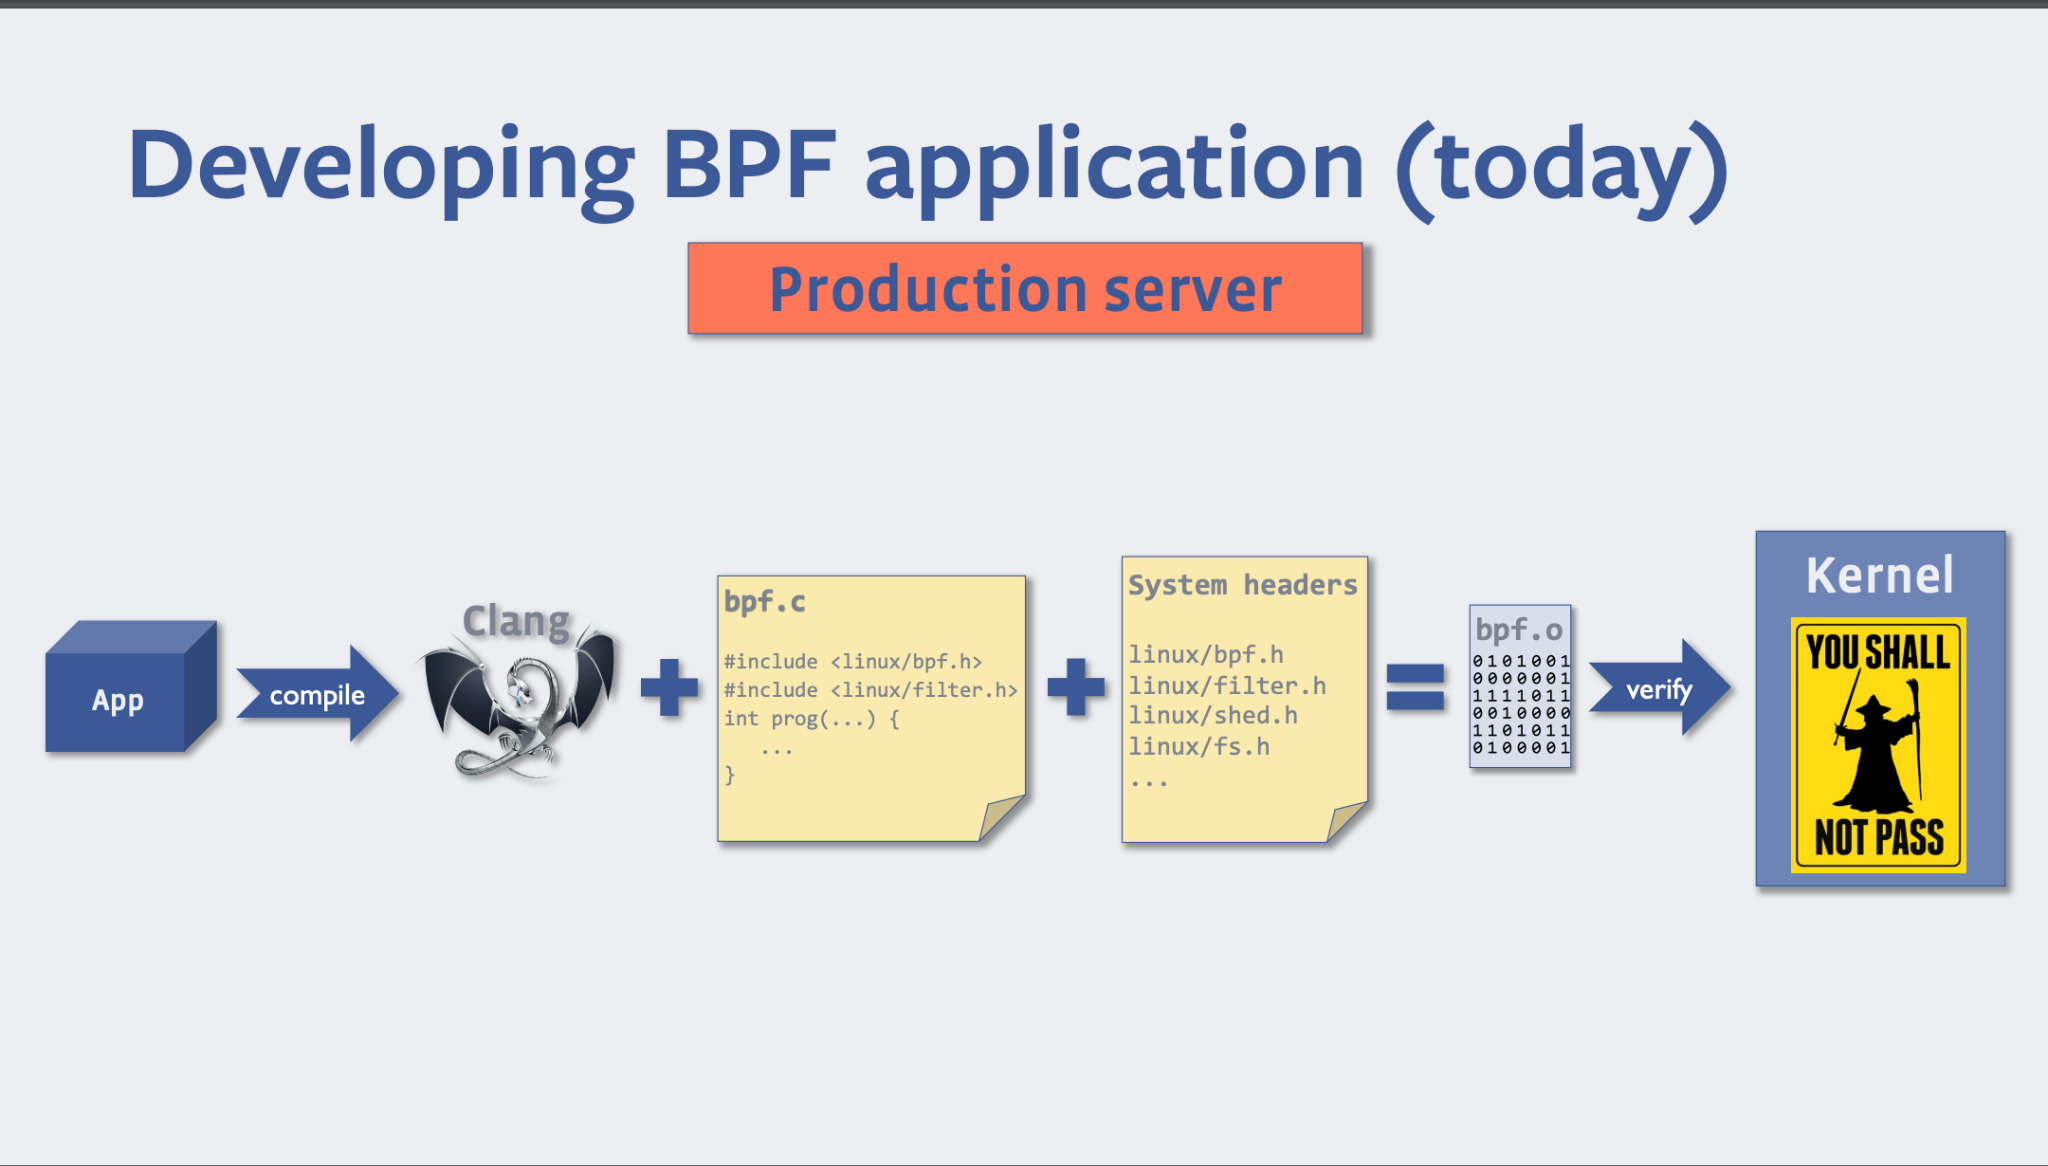 Developing BPF application (today)
Production server
App
compile
Clang
bpf.c
#include <linux/bpf.h>
#include <linux/filter.h>
int prog(...) {
...
}
System headers
linux/bpf.h
linux/filter.h
linux/shed.h
linux/fs.h
...
bpf.o
0101001
0000001
1111011
0010000
1101011
0100001
verify
Kernel
YOU SHALL
NOT PASS